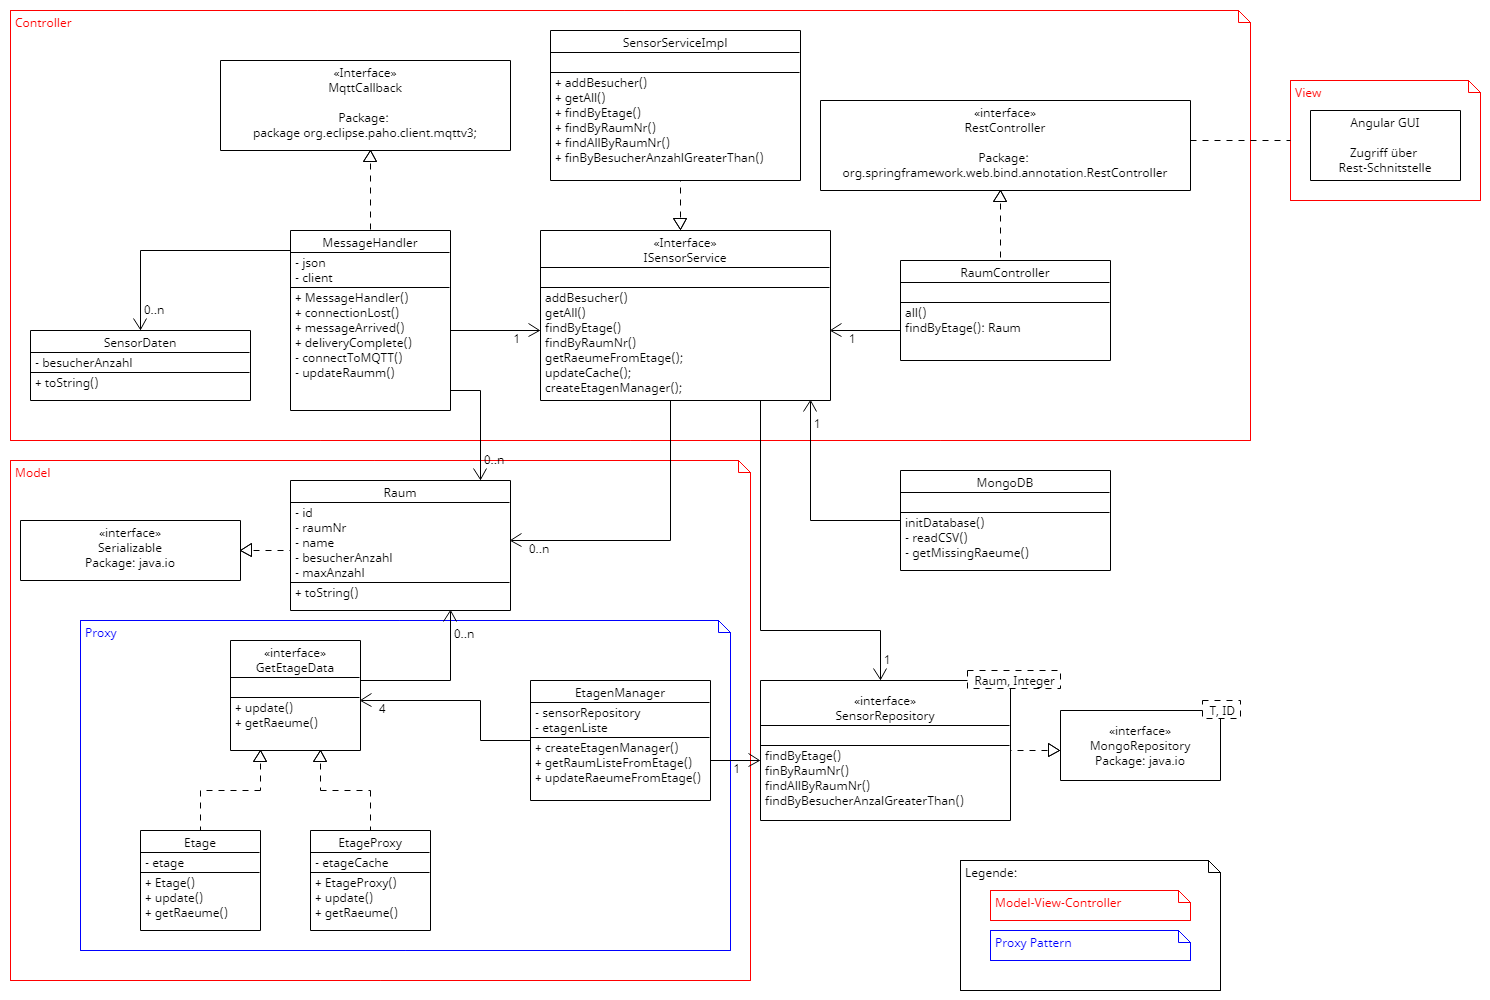 Controller
«Interface»
MqttCallback
Package:
package org.eclipse.paho.client.mqttv3;
SensorServiceImpl
+ addBesucher()
+ getAll()
+ findByEtage()
+ findByRaumNr()
+ findAllByRaumNr()
+ finByBesucherAnzahlGreaterThan()
«interface»
RestController
Package:
org.springframework.web.bind.annotation.RestController
View
Angular GUI
Zugriff über
Rest-Schnitstelle
MessageHandler
- json
- client
+ MessageHandler()
+ connectionLost()
+ messageArrived()
+ deliveryComplete()
- connectToMQTT()
- updateRaumm()
«Interface»
ISensorService
addBesucher()
getAll()
findByEtage()
findByRaumNr()
getRaeumeFromEtage();
updateCache();
createEtagenManager();
RaumController
all()
findByEtage(): Raum
0..n
1
1
SensorDaten
- besucherAnzahl
+ toString()
1
0..n
Model
Raum
- id
- raumNr
- name
- besucherAnzahl
- maxAnzahl
+ toString()
«interface»
Serializable
Package: java.io
0..n
MongoDB
initDatabase()
- readCSV()
- getMissingRaeume()
Proxy
0..n
«interface»
GetEtageData
+ update()
+ getRaeume()
4
EtagenManager
- sensorRepository
- etagenListe
+ createEtagenManager()
+ getRaumListeFromEtage()
+ updateRaeumeFromEtage()
1
1
Raum, Integer
«interface»
SensorRepository
findByEtage()
finByRaumNr()
findAllByRaumNr()
findByBesucherAnzalGreaterThan()
T, ID
«interface»
MongoRepository
Package: java.io
Etage
- etage
+ Etage()
+ update()
+ getRaeume()
EtageProxy
- etageCache
+ EtageProxy()
+ update()
+ getRaeume()
Legende:
Model-View-Controller
Proxy Pattern